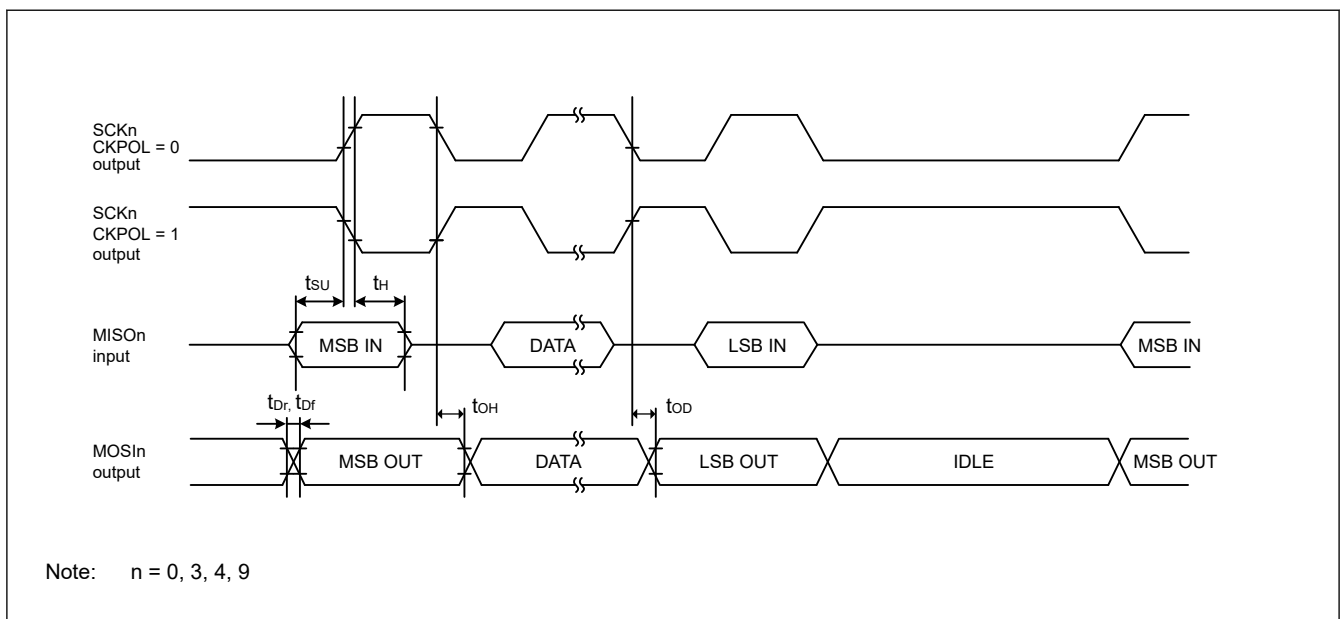 SCKn
CKPOL = 0
output
SCKn
CKPOL = 1
output
tSU
tH
MISOn
input
MSB IN
DATA
LSB IN
MSB IN
tDr, tDf
tOH
tOD
MOSIn
output
MSB OUT
DATA
LSB OUT
IDLE
MSB OUT
Note: n = 0, 3, 4, 9